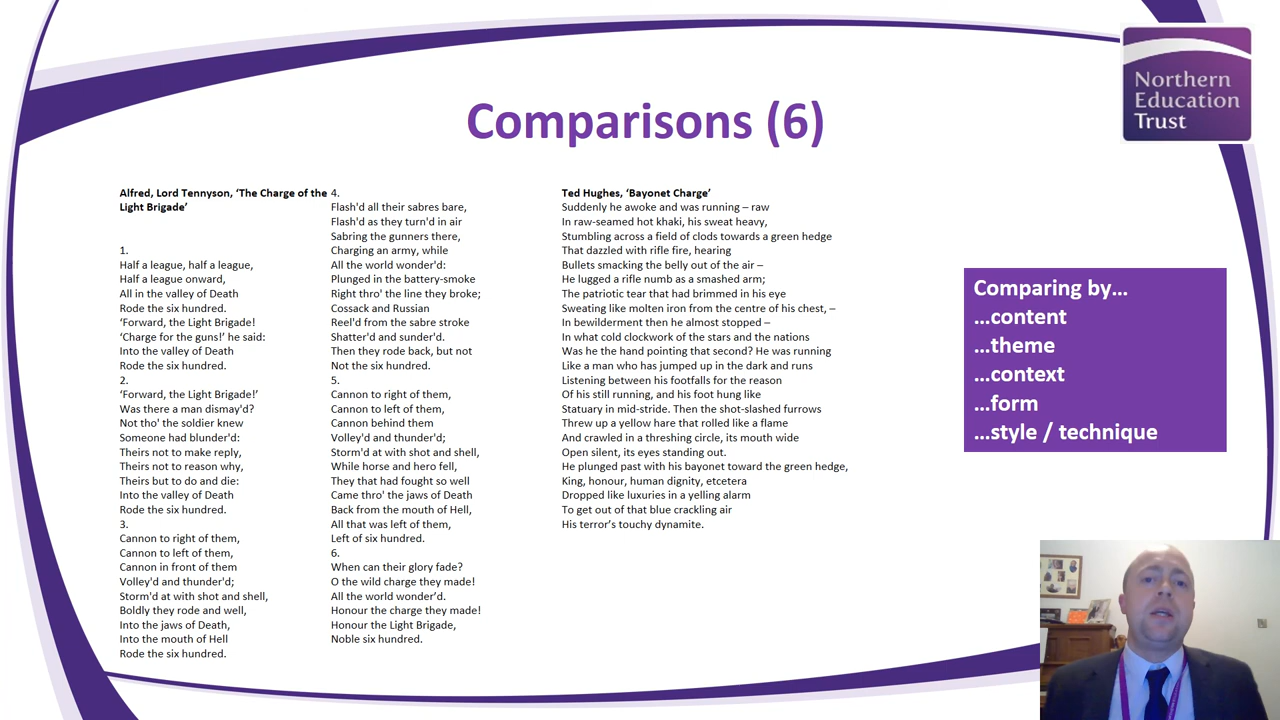 Northern
Education
Trust
Comparisons (6)
Alfred, Lord Tennyson, ‘The Charge of the
Light Brigade’
1.
Half a league, half a league,
Half a league onward,
All in the valley of Death
Rode the six hundred.
‘Forward, the Light Brigade!
‘Charge for the guns!’ he said:
Into the valley of Death
Rode the six hundred.
2.
‘Forward, the Light Brigade!’
Was there a man dismay'd?
Not tho' the soldier knew
Someone had blunder'd:
Theirs not to make reply,
Theirs not to reason why,
Theirs but to do and die:
Into the valley of Death
Rode the six hundred.
3.
Cannon to right of them,
Cannon to left of them,
Cannon in front of them
Volley'd and thunder'd;
Storm'd at with shot and shell,
Boldly they rode and well,
Into the jaws of Death,
Into the mouth of Hell
Rode the six hundred.
4.
Flash'd all their sabres bare,
Flash'd as they turn'd in air
Sabring the gunners there,
Charging an army, while
All the world wonder'd:
Plunged in the battery-smoke
Right thro' the line they broke;
Cossack and Russian
Reel'd from the sabre stroke
Shatter'd and sunder'd.
Then they rode back, but not
Not the six hundred.
5.
Cannon to right of them,
Cannon to left of them,
Cannon behind them
Volley'd and thunder'd;
Storm'd at with shot and shell,
While horse and hero fell,
They that had fought so well
Came thro' the jaws of Death
Back from the mouth of Hell,
All that was left of them,
Left of six hundred.
6.
When can their glory fade?
O the wild charge they made!
All the world wonder’d.
Honour the charge they made!
Honour the Light Brigade,
Noble six hundred.
Ted Hughes, ‘Bayonet Charge’
Suddenly he awoke and was running – raw
In raw-seamed hot khaki, his sweat heavy,
Stumbling across a field of clods towards a green hedge
That dazzled with rifle fire, hearing
Bullets smacking the belly out of the air –
He lugged a rifle numb as a smashed arm;
The patriotic tear that had brimmed in his eye
Sweating like molten iron from the centre of his chest, –
In bewilderment then he almost stopped –
In what cold clockwork of the stars and the nations
Was he the hand pointing that second? He was running
Like a man who has jumped up in the dark and runs
Listening between his footfalls for the reason
Of his still running, and his foot hung like
Statuary in mid-stride. Then the shot-slashed furrows
Threw up a yellow hare that rolled like a flame
And crawled in a threshing circle, its mouth wide
Open silent, its eyes standing out.
He plunged past with his bayonet toward the green hedge,
King, honour, human dignity, etcetera
Dropped like luxuries in a yelling alarm
To get out of that blue crackling air
His terror’s touchy dynamite.
Comparing by…
…content
…theme
…context
…form
…style / technique